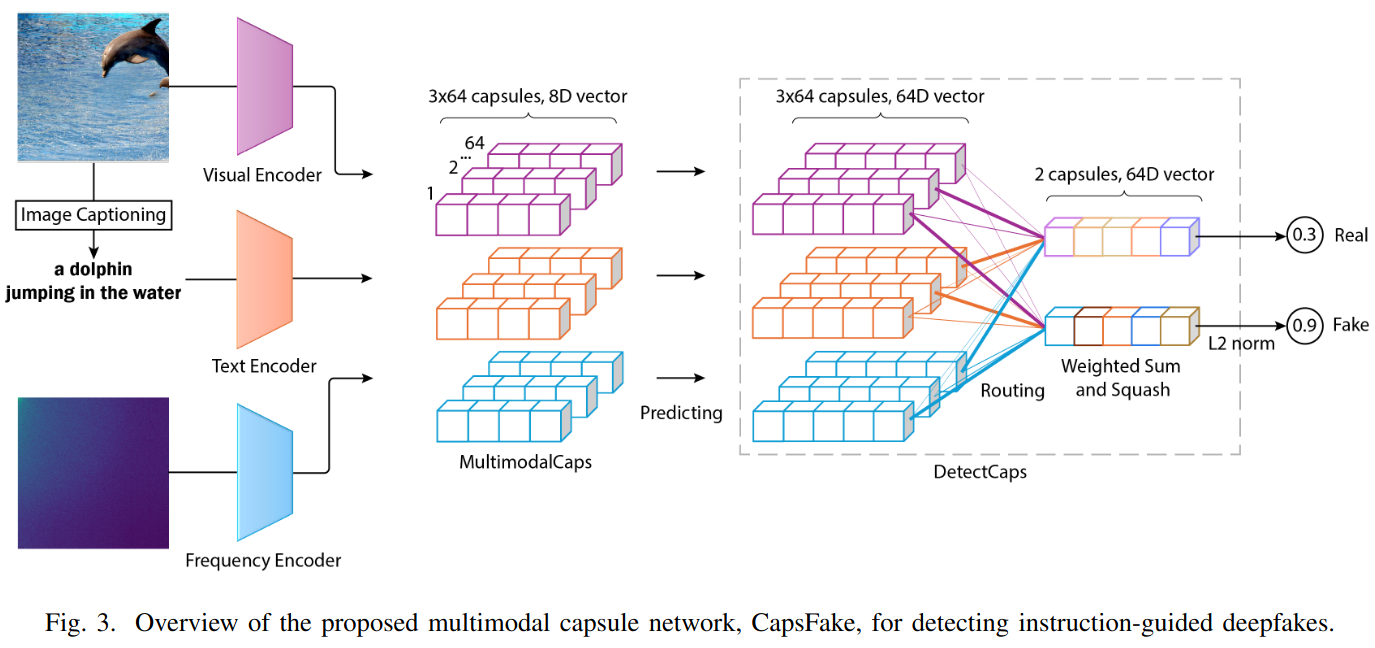 Visual Encoder
Image Captioning
a dolphin
jumping in the water
Text Encoder
Frequency Encoder
3x64 capsules, 8D vector
64
...
2
1
MultimodalCaps
Predicting
3x64 capsules, 64D vector
2 capsules, 64D vector
Routing
Weighted Sum
and Squash
DetectCaps
0.3 Real
0.9 Fake
L2 norm
Fig. 3. Overview of the proposed multimodal capsule network, CapsFake, for detecting instruction-guided deepfakes.